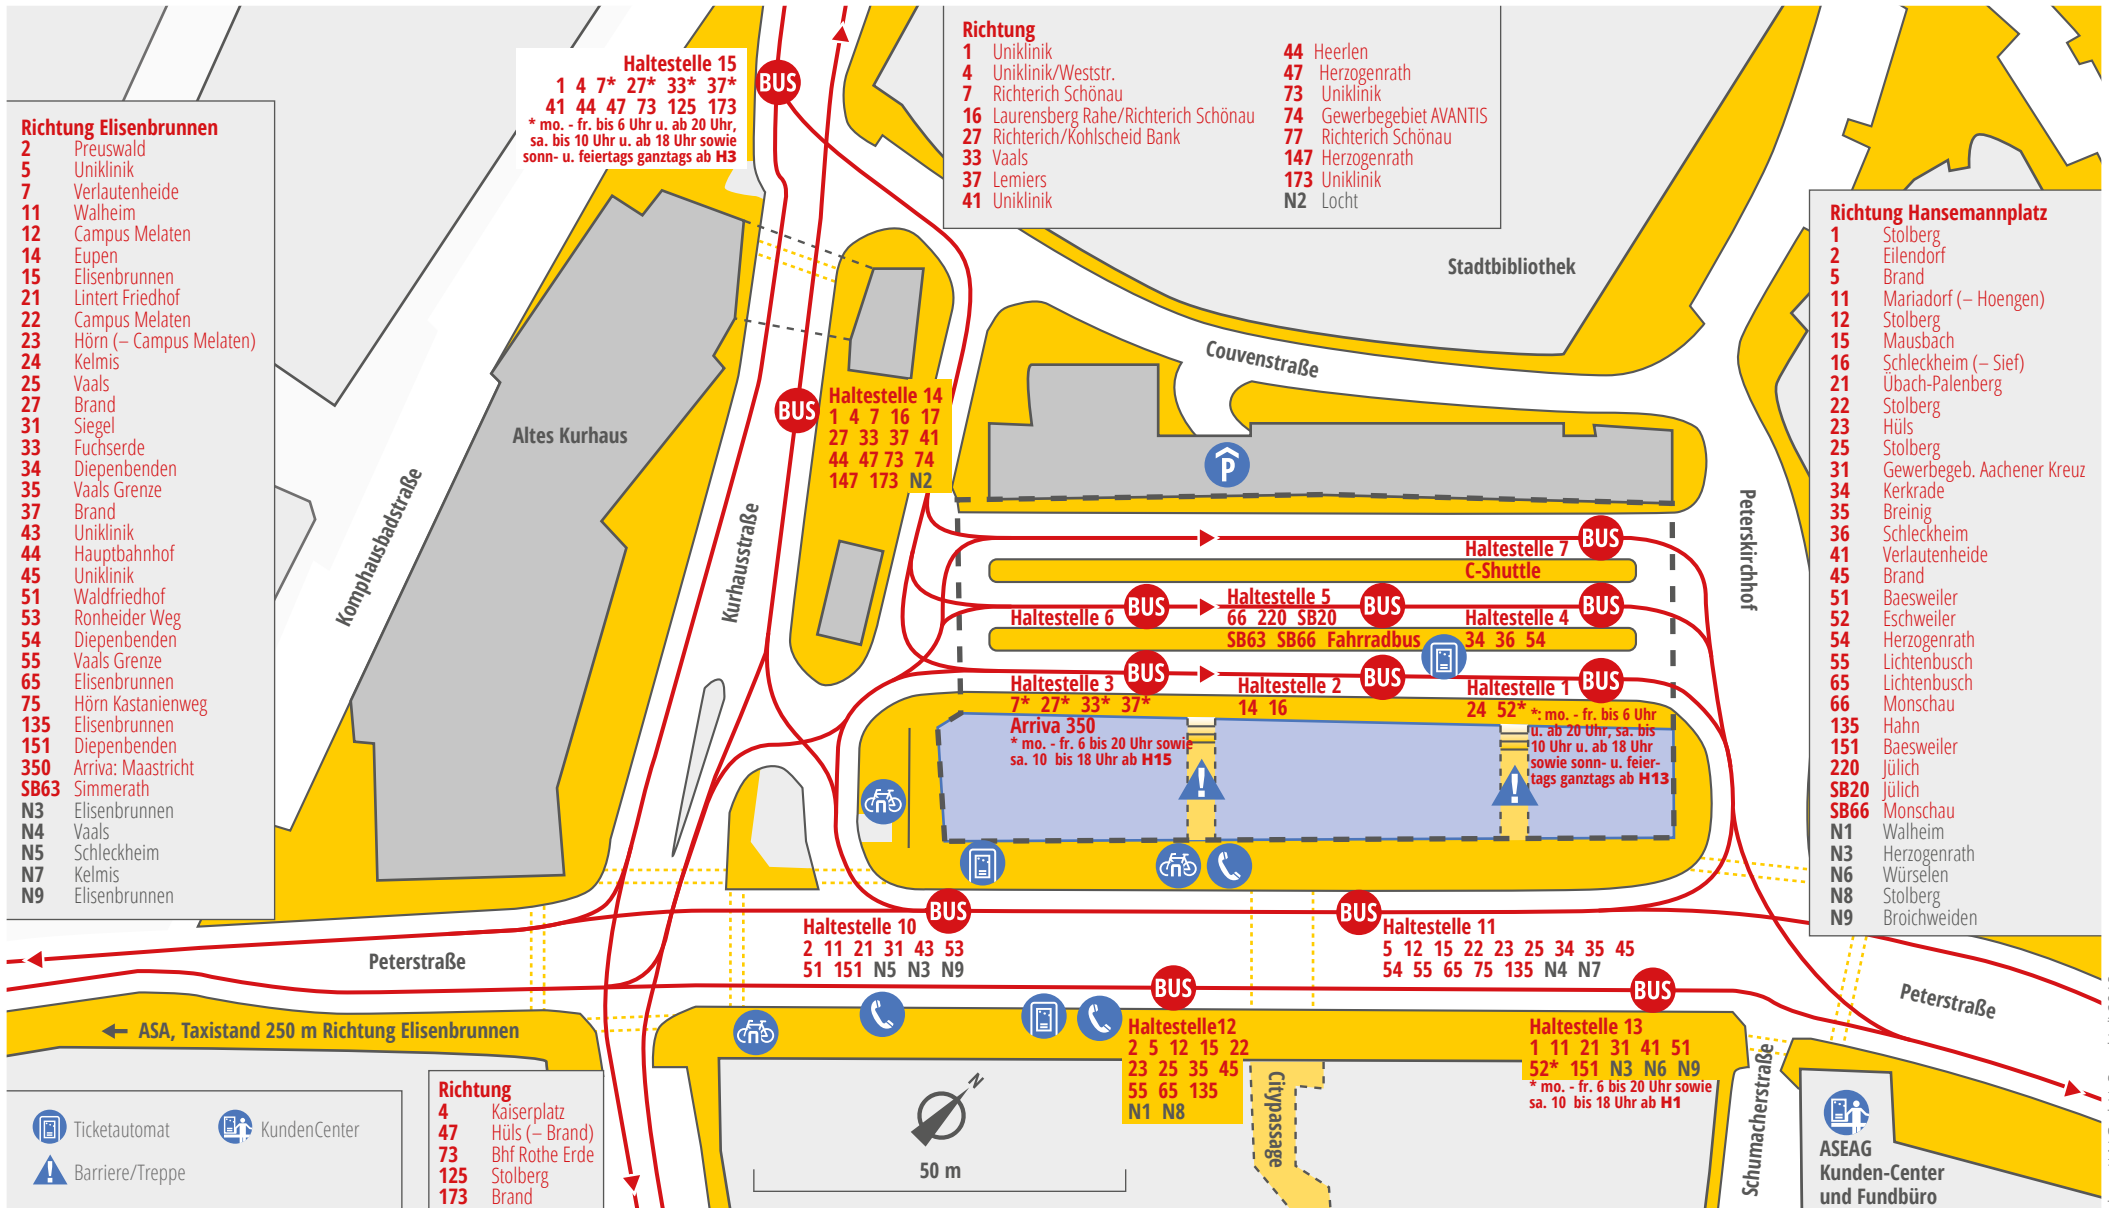 Richtung Elisenbrunnen
2 Preuswald
5 Uniklinik
7 Verlautenheide
11 Walheim
12 Campus Melaten
14 Eupen
15 Elisenbrunnen
21 Lintert Friedhof
22 Campus Melaten
23 Hörn (– Campus Melaten)
24 Kelmis
25 Vaals
27 Brand
31 Siegel
33 Fuchserde
34 Diepenbenden
35 Vaals Grenze
37 Brand
43 Uniklinik
44 Hauptbahnhof
45 Uniklinik
51 Waldfriedhof
53 Ronheider Weg
54 Diepenbenden
55 Vaals Grenze
65 Elisenbrunnen
75 Hörn Kastanienweg
135 Elisenbrunnen
151 Diepenbenden
350 Arriva: Maastricht
SB63 Simmerath
N3 Elisenbrunnen
N4 Vaals
N5 Schleckheim
N7 Kelmis
N9 Elisenbrunnen
Haltestelle 15
1 4 7* 27* 33* 37*
41 44 47 73 125 173
* mo. - fr. bis 6 Uhr u. ab 20 Uhr,
sa. bis 10 Uhr u. ab 18 Uhr sowie
sonn- u. feiertags ganztags ab H3
BUS
Richtung
1 Uniklinik
4 Uniklinik/Weststr.
7 Richterich Schönau
16 Laurensberg Rahe/Richterich Schönau
27 Richterich/Kohlscheid Bank
33 Vaals
37 Lemiers
41 Uniklinik
44 Heerlen
47 Herzogenrath
73 Uniklinik
74 Gewerbegebiet AVANTIS
77 Richterich Schönau
147 Herzogenrath
173 Uniklinik
N2 Locht
Richtung Hansemannplatz
1 Stolberg
2 Eilendorf
5 Brand
11 Mariadorf (– Hoengen)
12 Stolberg
15 Mausbach
16 Schleckheim (– Sief)
21 Übach-Palenberg
22 Stolberg
23 Hüls
25 Stolberg
31 Gewerbegeb. Aachener Kreuz
34 Kerkrade
35 Breinig
36 Schleckheim
41 Verlautenheide
45 Brand
51 Baesweiler
52 Eschweiler
54 Herzogenrath
55 Lichtenbusch
65 Lichtenbusch
66 Monschau
135 Hahn
151 Baesweiler
220 Jülich
SB20 Jülich
SB66 Monschau
N1 Walheim
N3 Herzogenrath
N6 Würselen
N8 Stolberg
N9 Broichweiden
Stadtbibliothek
Couvenstraße
Altes Kurhaus
Komphausbadstraße
Kurhausstraße
Peterskirchhof
BUS
Haltestelle 14
1 4 7 16 17
27 33 37 41
44 47 73 74
147 173 N2
P
BUS
Haltestelle 7
C-Shuttle
Haltestelle 6
BUS
Haltestelle 5
66 220 SB20
SB63 SB66 Fahrradbus
BUS
Haltestelle 4
34 36 54
BUS
Haltestelle 3
7* 27* 33* 37*
Arriva 350
* mo. - fr. 6 bis 20 Uhr sowie
sa. 10 bis 18 Uhr ab H15
BUS
Haltestelle 2
14 16
BUS
Haltestelle 1
24 52*
*: mo. - fr. bis 6 Uhr
u. ab 20 Uhr, sa. bis
10 Uhr u. ab 18 Uhr
sowie sonn- u. feier-
tags ganztags ab H13
BUS
!
!
BUS
Haltestelle 10
2 11 21 31 43 53
51 151 N5 N3 N9
BUS
Haltestelle 11
5 12 15 22 23 25 34 35 45
54 55 65 75 135 N4 N7
Peterstraße
Peterstraße
BUS
Haltestelle12
2 5 12 15 22
23 25 35 45
55 65 135
N1 N8
BUS
Haltestelle 13
1 11 21 31 41 51
52* 151 N3 N6 N9
* mo. - fr. 6 bis 20 Uhr sowie
sa. 10 bis 18 Uhr ab H1
ASA, Taxistand 250 m Richtung Elisenbrunnen
Ticketautomat
KundenCenter
! Barriere/Treppe
Richtung
4 Kaiserplatz
47 Hüls (– Brand)
73 Bhf Rothe Erde
125 Stolberg
173 Brand
N
50 m
Citypassage
Schumacherstraße
ASEAG
Kunden-Center
und Fundbüro